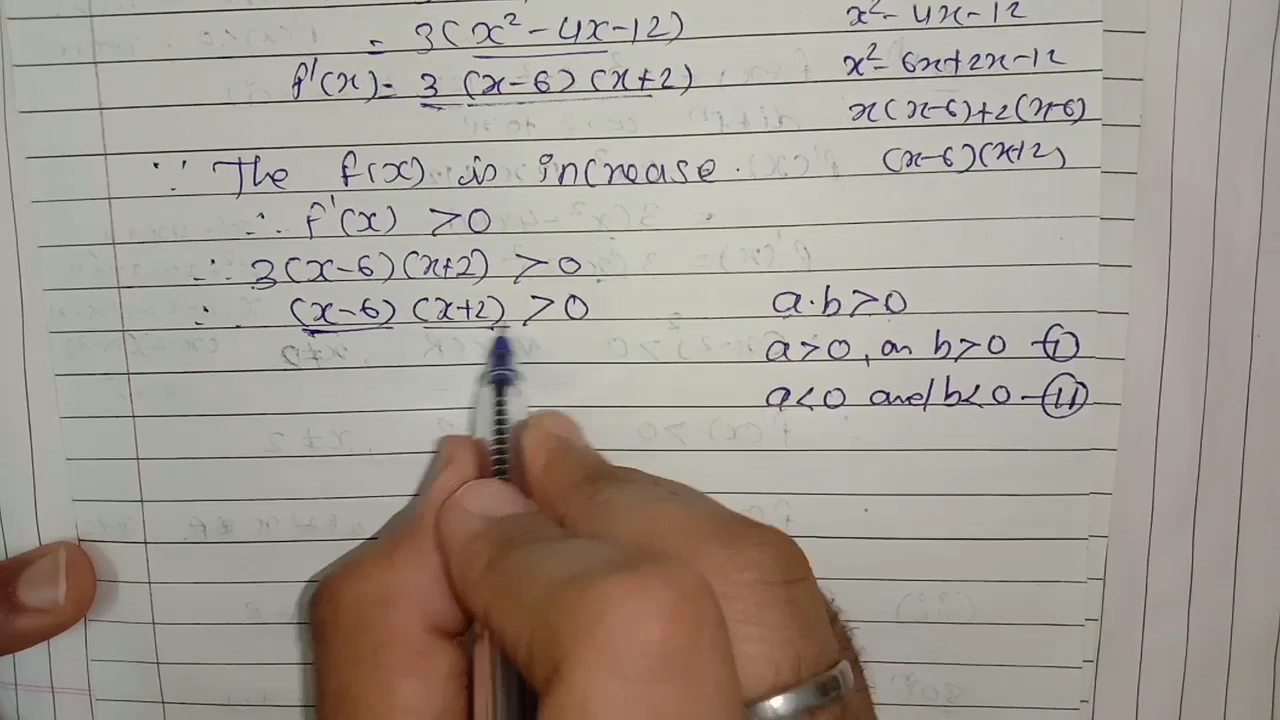 = 3(x² - 4x - 12)
f'(x) = 3 (x-6) (x+2)
∵ The f(x) is increase.
∴ f'(x) > 0
∴ 3(x-6)(x+2) > 0
∴ (x-6) (x+2) > 0
x² - 4x - 12
x² - 6x + 2x - 12
x(x-6)+2(x-6)
(x-6)(x+2)
a.b > 0
a > 0, an b > 0 - (I)
a < 0 and b < 0 - (II)